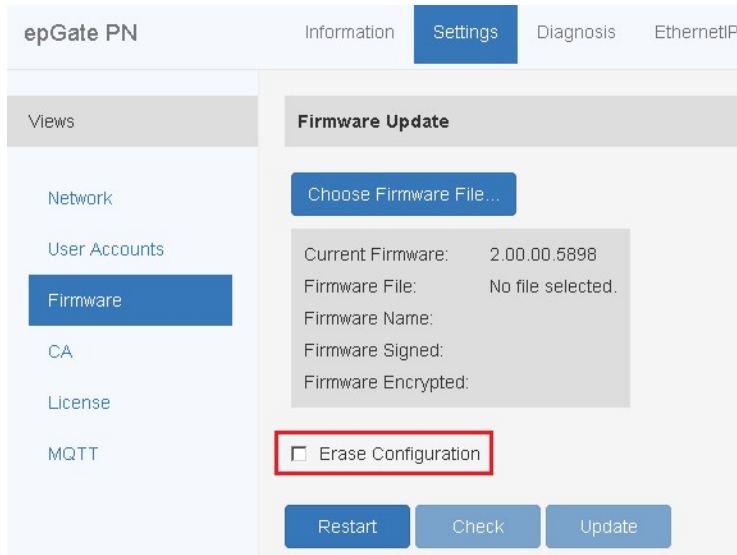 epGate PN Information Settings Diagnosis EthernetIP
Views
Network
User Accounts
Firmware
CA
License
MQTT
Firmware Update
Choose Firmware File...
Current Firmware: 2.00.00.5898
Firmware File: No file selected.
Firmware Name:
Firmware Signed:
Firmware Encrypted:
Erase Configuration
Restart Check Update